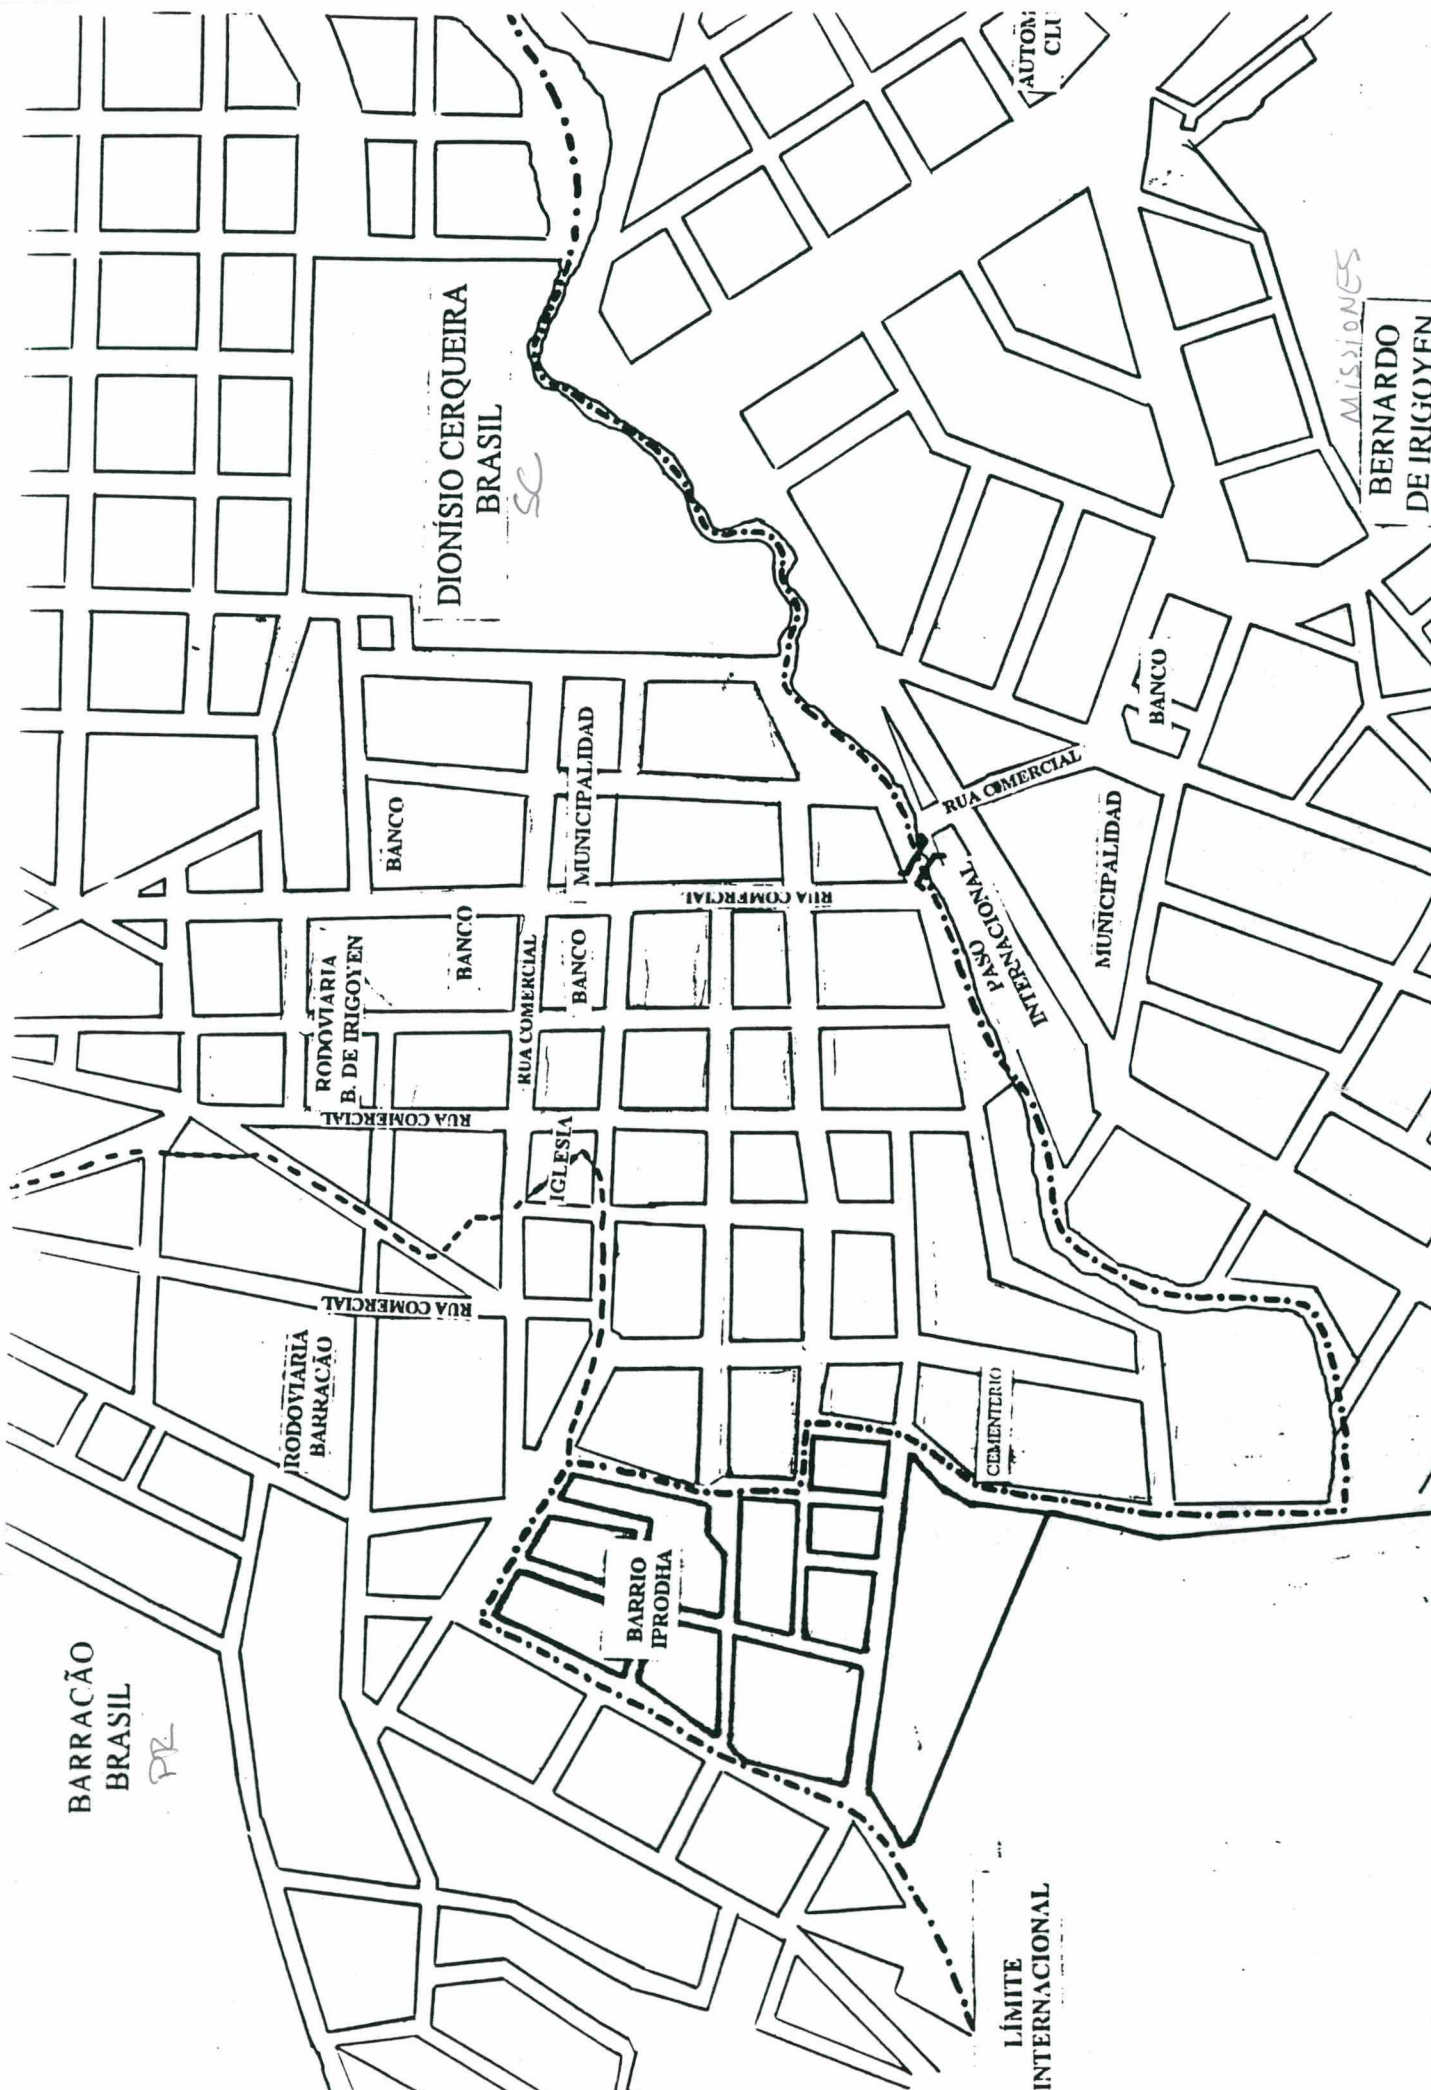 AUTOM
CLU
MISSIONES
BERNARDO
DE IRIGOYEN
DIONÍSIO CERQUEIRA
BRASIL
SC
BANCO
MUNICIPALIDAD
RUA COMERCIAL
BANCO
RUA COMERCIAL
MUNICIPALIDAD
PASO
INTERNACIONAL
RODOVIARIA
B. DE IRIGOYEN
BANCO
RUA COMERCIAL
BANCO
RUA COMERCIAL
IGLESIA
RUA COMERCIAL
RODOVIARIA
BARRACÃO
CEMENTERIO
BARRIO
IPRODHA
BARRACÃO
BRASIL
PR
LÍMITE
INTERNACIONAL